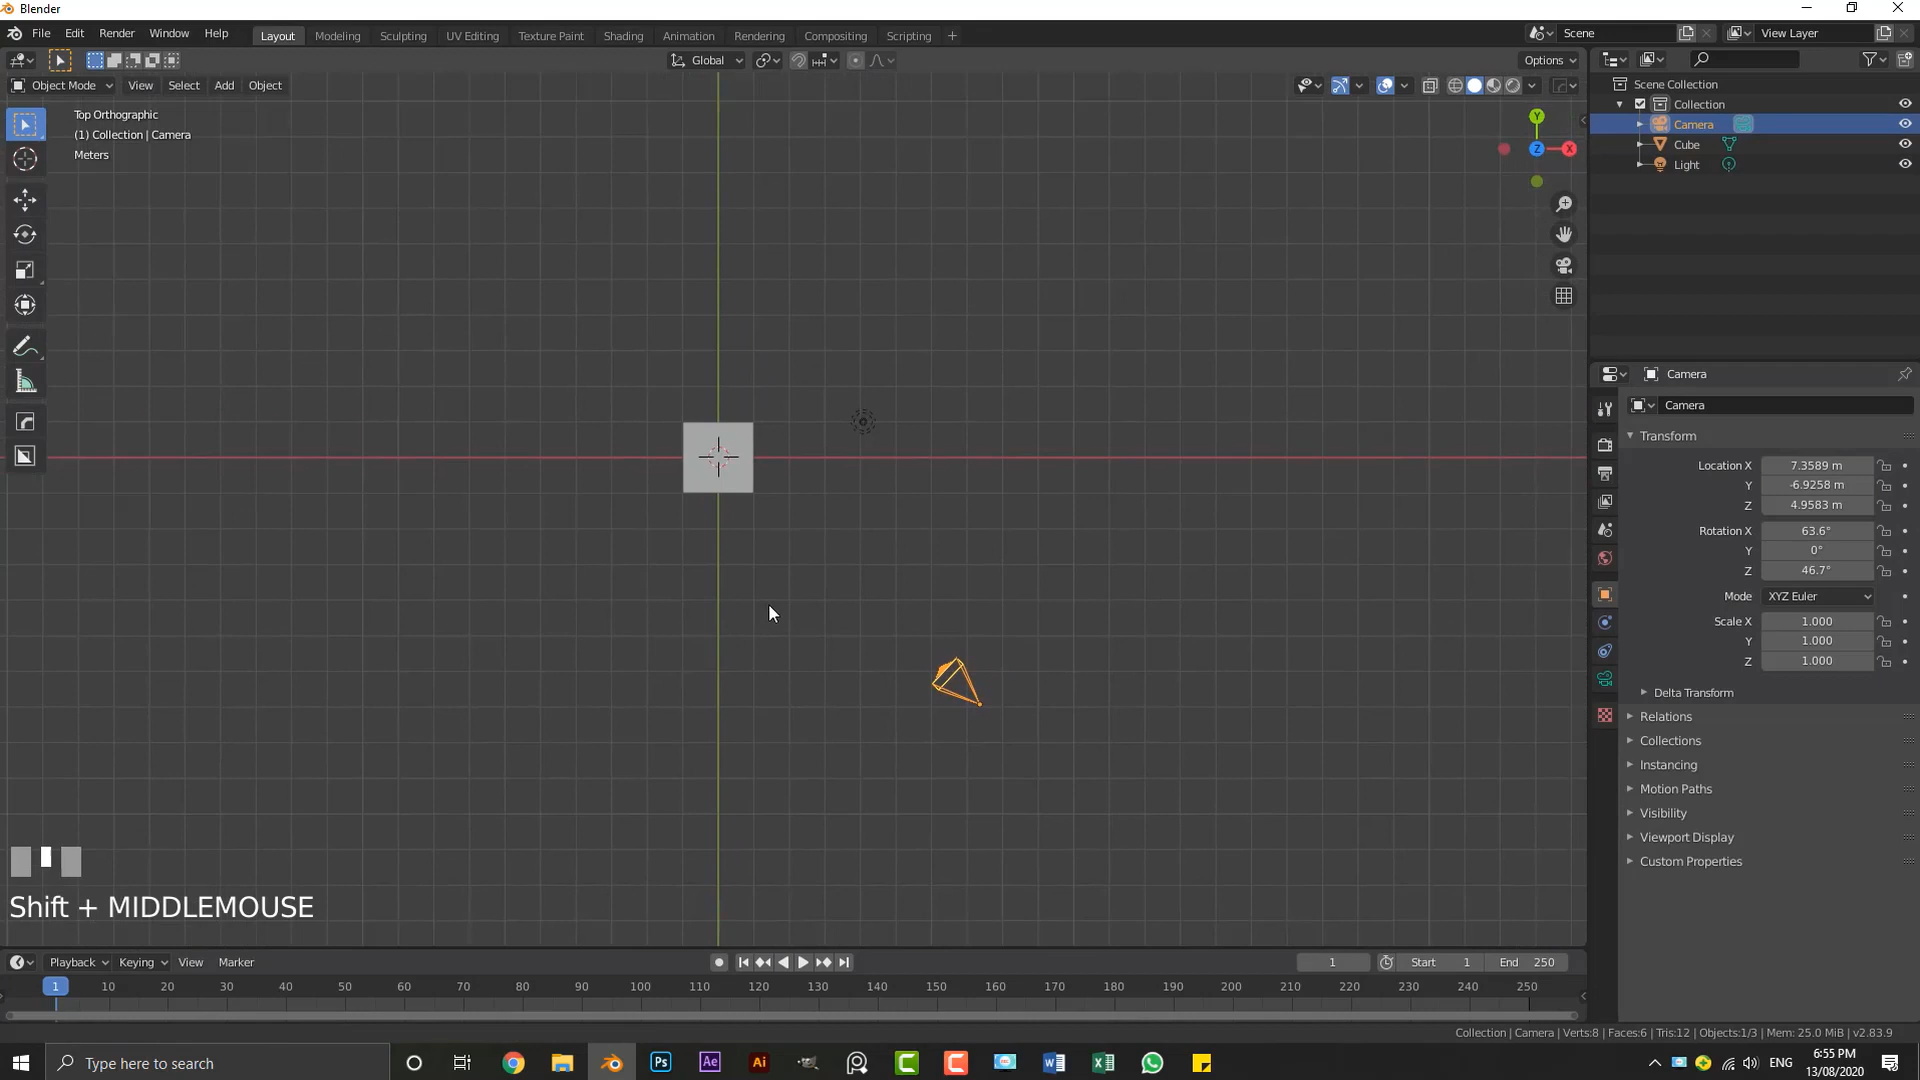 Blender
File Edit Render Window Help
Layout Modeling Sculpting UV Editing Texture Paint Shading Animation Rendering Compositing Scripting +
Scene
View Layer
Global
Options
Object Mode View Select Add Object
Top Orthographic
(1) Collection | Camera
Meters
Y
Z
X
Scene Collection
Collection
Camera
Cube
Light
Camera
Camera
Transform
Location X 7.3589 m
Y -6.9258 m
Z 4.9583 m
Rotation X 63.6°
Y 0°
Z 46.7°
Mode XYZ Euler
Scale X 1.000
Y 1.000
Z 1.000
Delta Transform
Relations
Collections
Instancing
Motion Paths
Visibility
Viewport Display
Custom Properties
Shift + MIDDLEMOUSE
Playback Keying View Marker
1 Start 1 End 250
1 10 20 30 40 50 60 70 80 90 100 110 120 130 140 150 160 170 180 190 200 210 220 230 240 250
Collection | Camera | Verts:8 | Faces:6 | Tris:12 | Objects:1/3 | Mem: 25.0 MiB | v2.83.9
Type here to search
Ps
Ae
Ai
ENG
6:55 PM
13/08/2020